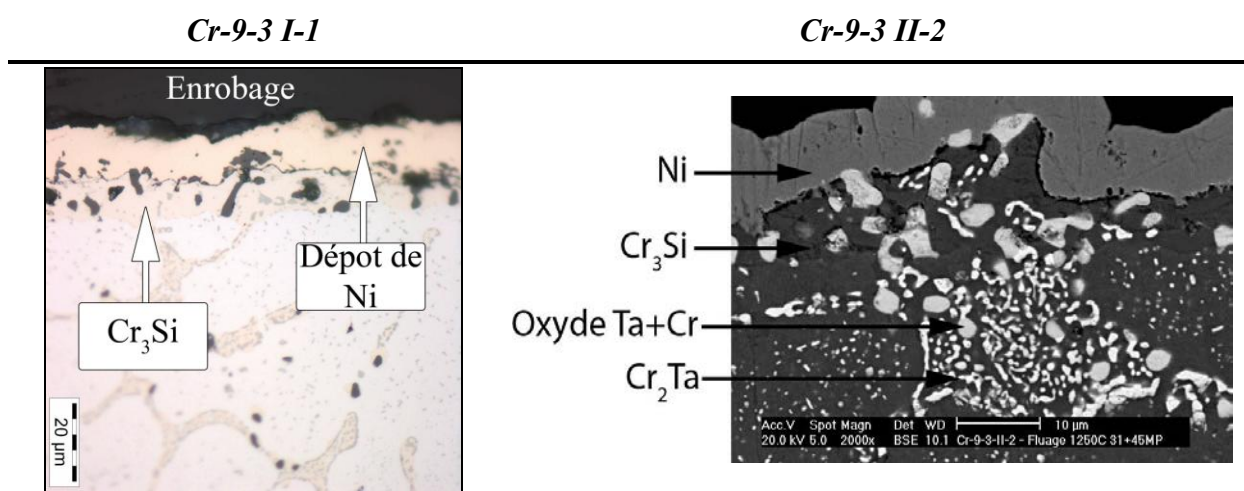 Cr-9-3 I-1
Cr-9-3 II-2
Enrobage
Dépot de
Ni
Cr₃Si
20 µm
Ni
Cr₃Si
Oxyde Ta+Cr
Cr₂Ta
Acc.V Spot Magn Det WD 10 µm
20.0 kV 5.0 2000x BSE 10.1 Cr-9-3-II-2 - Fluage 1250C 31+45MP